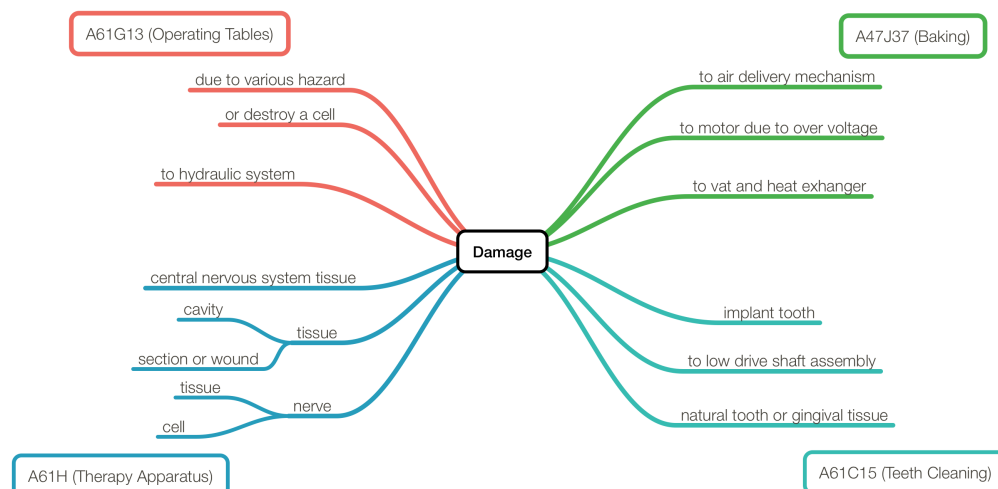 A61G13 (Operating Tables)
due to various hazard
or destroy a cell
to hydraulic system
A47J37 (Baking)
to air delivery mechanism
to motor due to over voltage
to vat and heat exhanger
Damage
central nervous system tissue
cavity
tissue
section or wound
tissue
nerve
cell
A61H (Therapy Apparatus)
implant tooth
to low drive shaft assembly
natural tooth or gingival tissue
A61C15 (Teeth Cleaning)